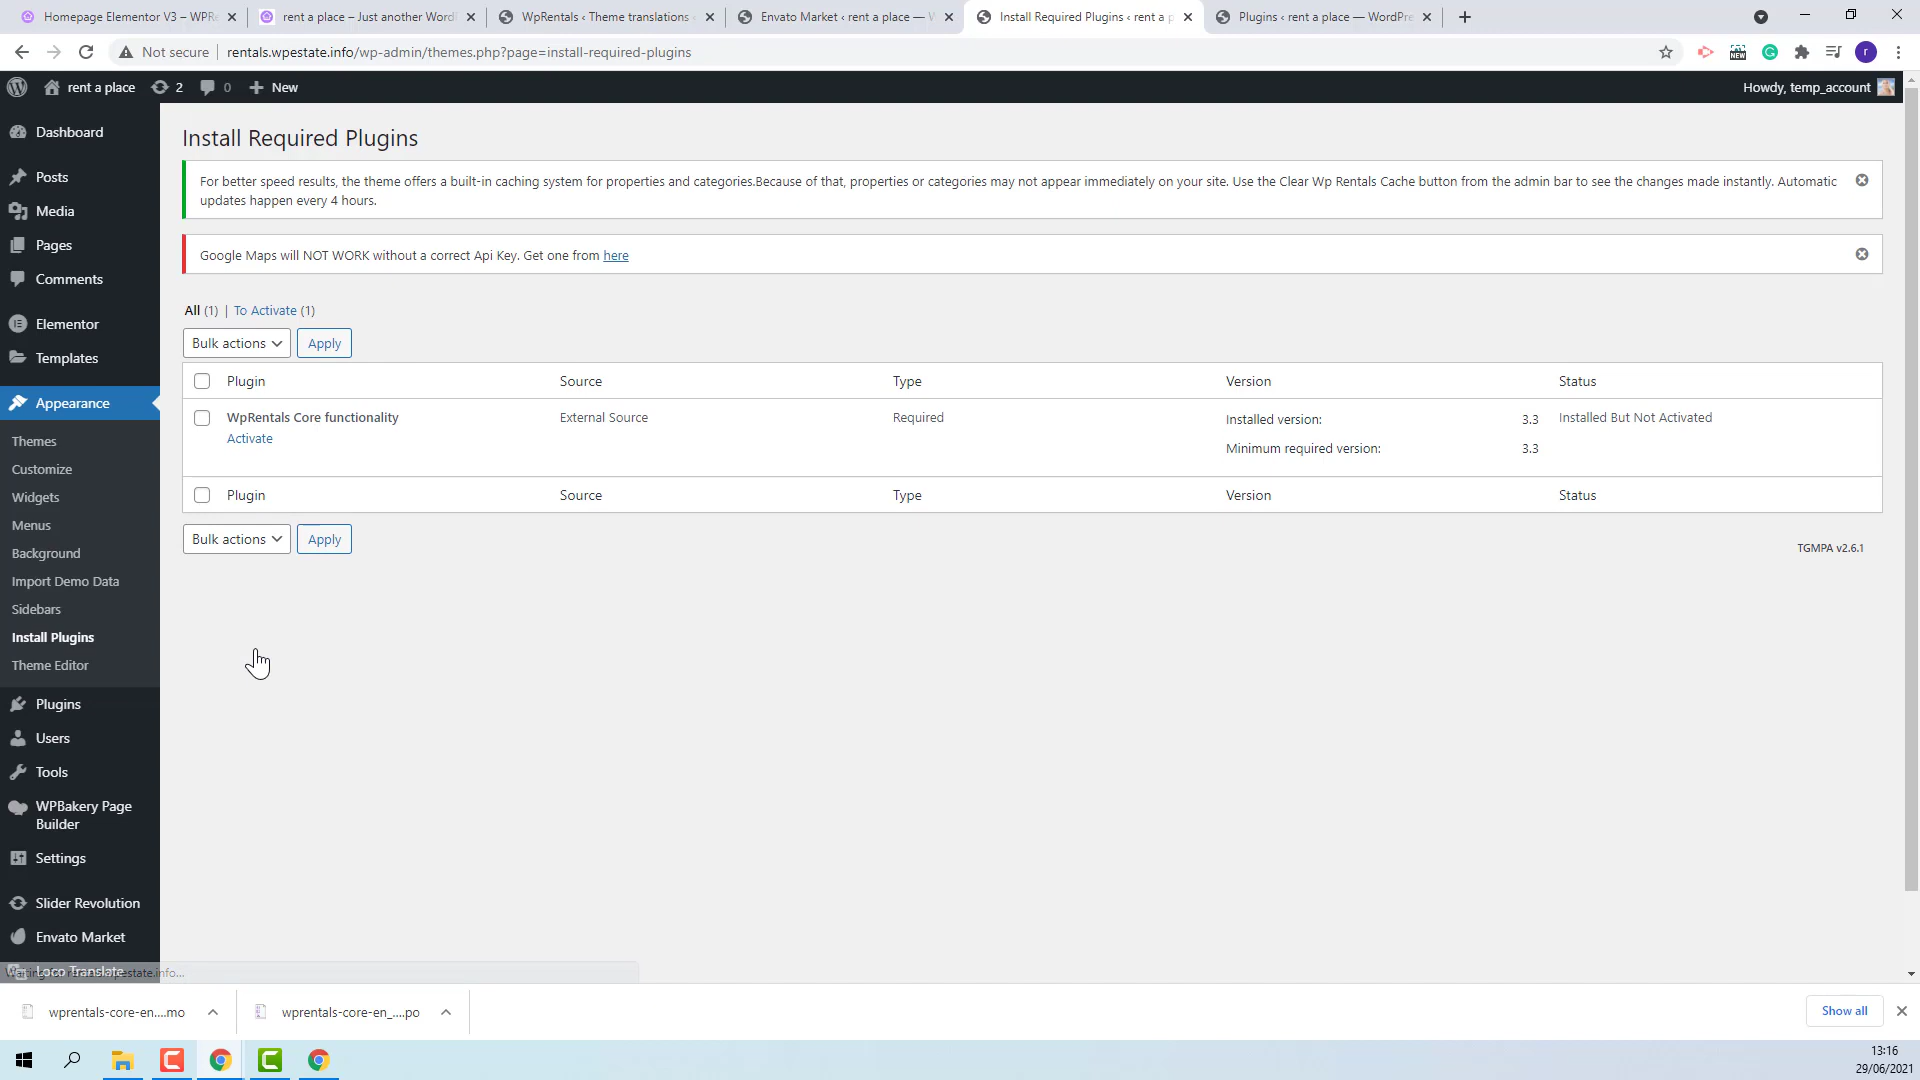 Homepage Elementor V3 – WPRe
rent a place – Just another Word
WpRentals ‹ Theme translations ‹
Envato Market ‹ rent a place — W
Install Required Plugins ‹ rent a p
Plugins ‹ rent a place — WordPre
Not secure
rentals.wpestate.info/wp-admin/themes.php?page=install-required-plugins
NEW
r
rent a place
2
0
New
Howdy, temp_account
Dashboard
Posts
Media
Pages
Comments
Elementor
Templates
Appearance
Themes
Customize
Widgets
Menus
Background
Import Demo Data
Sidebars
Install Plugins
Theme Editor
Plugins
Users
Tools
WPBakery Page
Builder
Settings
Slider Revolution
Envato Market
Loco Translate
Install Required Plugins
For better speed results, the theme offers a built-in caching system for properties and categories.Because of that, properties or categories may not appear immediately on your site. Use the Clear Wp Rentals Cache button from the admin bar to see the changes made instantly. Automatic
updates happen every 4 hours.
Google Maps will NOT WORK without a correct Api Key. Get one from here
All (1) | To Activate (1)
Bulk actions
Apply
Plugin Source Type Version Status
WpRentals Core functionality External Source Required Installed version: 3.3 Installed But Not Activated
Activate
Minimum required version: 3.3
Plugin Source Type Version Status
Bulk actions
Apply
TGMPA v2.6.1
wprentals-core-en....mo
wprentals-core-en_....po
Show all
13:16
29/06/2021